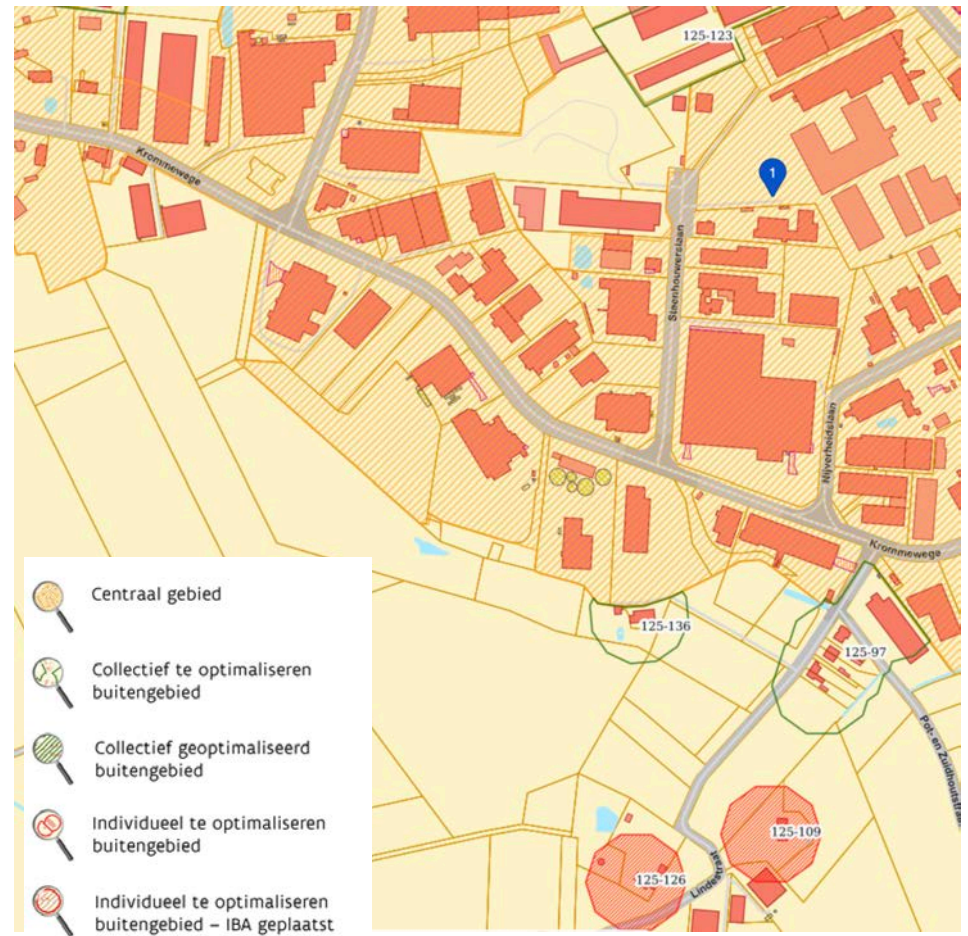 125-123
1
Krommewege
Steenhouwerslaan
Nijverheidslaan
Krommewege
125-136
125-97
Pot- en Zuidhoutstraat
125-109
125-126
Lindestraat
Centraal gebied
Collectief te optimaliseren
buitengebied
Collectief geoptimaliseerd
buitengebied
Individueel te optimaliseren
buitengebied
Individueel te optimaliseren
buitengebied – IBA geplaatst